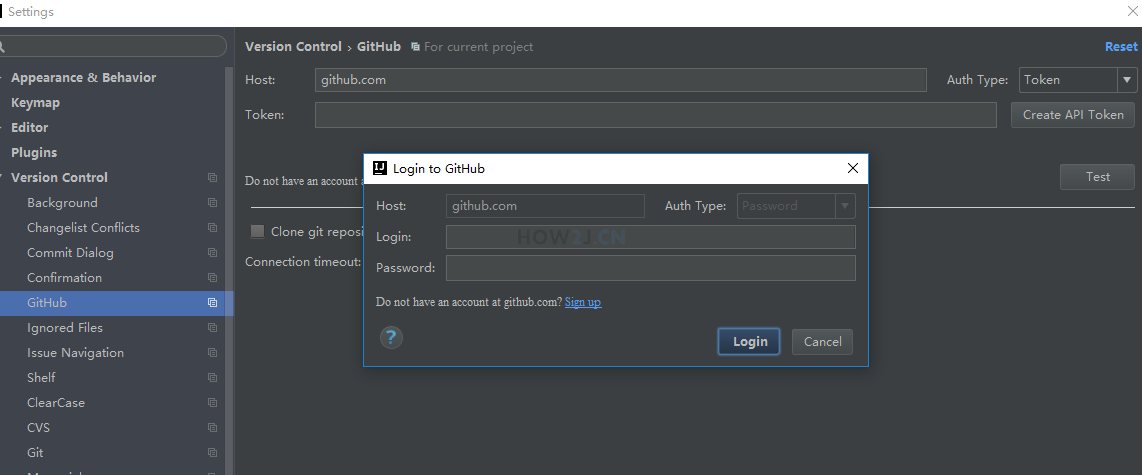 Settings
Version Control › GitHub For current project Reset
Appearance & Behavior
Keymap
Editor
Plugins
Version Control
Background
Changelist Conflicts
Commit Dialog
Confirmation
GitHub
Ignored Files
Issue Navigation
Shelf
ClearCase
CVS
Git
Host: github.com Auth Type: Token
Token: Create API Token
Do not have an account
Test
Clone git reposi
Connection timeout:
IJ Login to GitHub
Host: github.com Auth Type: Password
Login:
HOW2J.CN
Password:
Do not have an account at github.com? Sign up
? Login Cancel